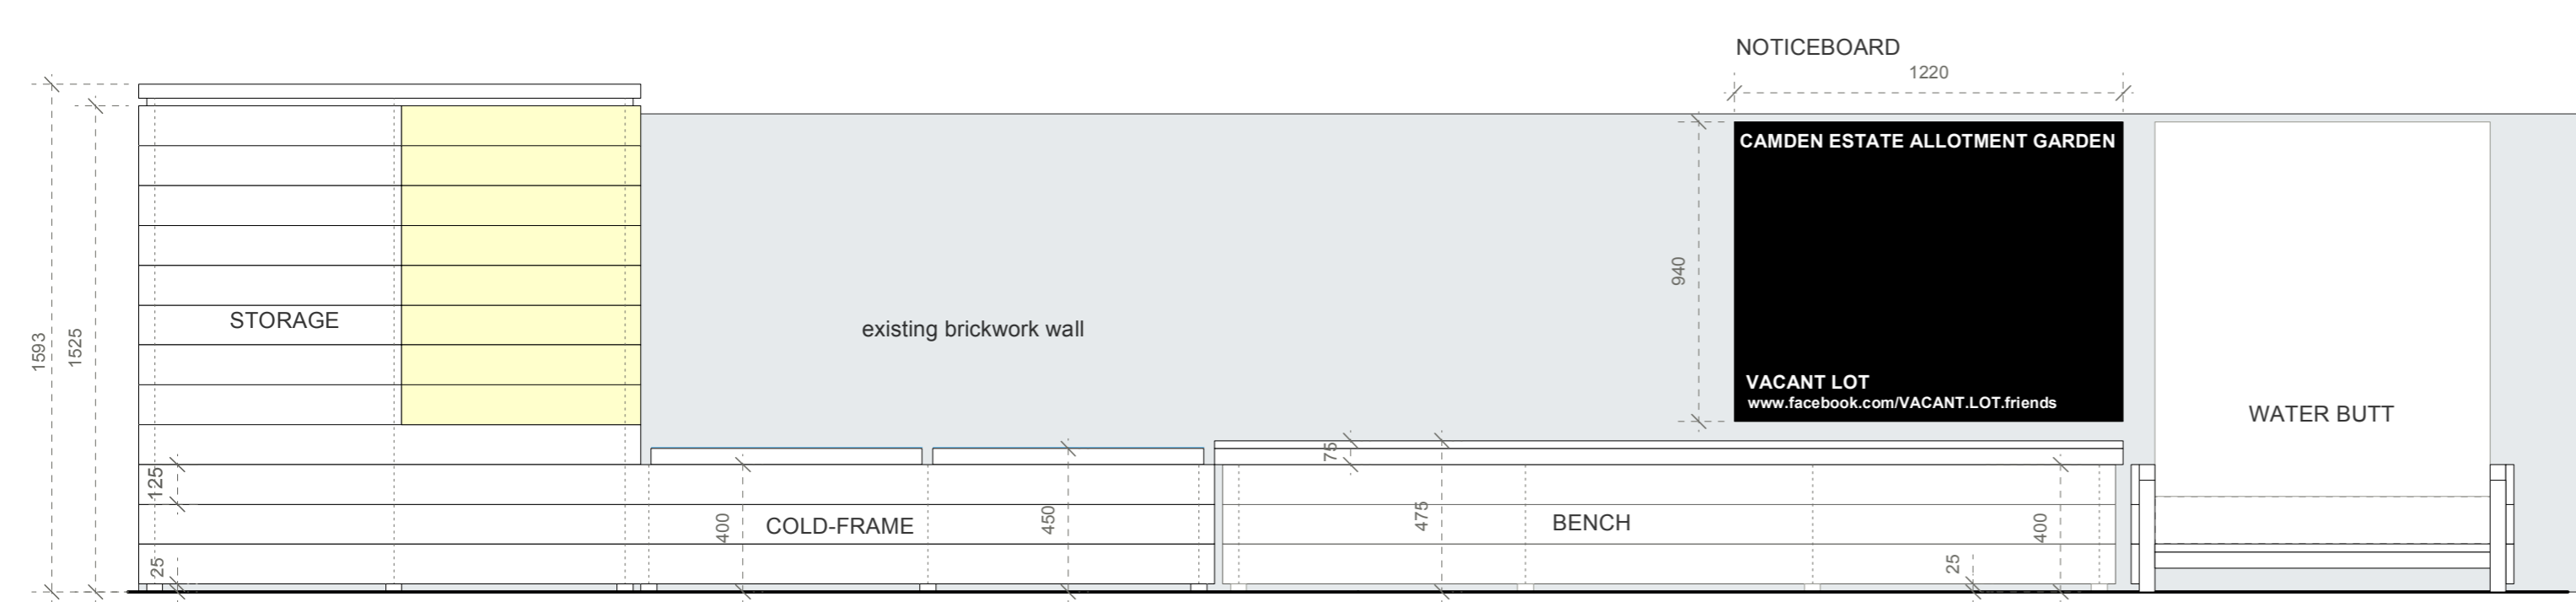 NOTICEBOARD
1220
CAMDEN ESTATE ALLOTMENT GARDEN
940
VACANT LOT
www.facebook.com/VACANT.LOT.friends
1593
1525
STORAGE
existing brickwork wall
WATER BUTT
125
25
400
COLD-FRAME
450
75
475
BENCH
25
400